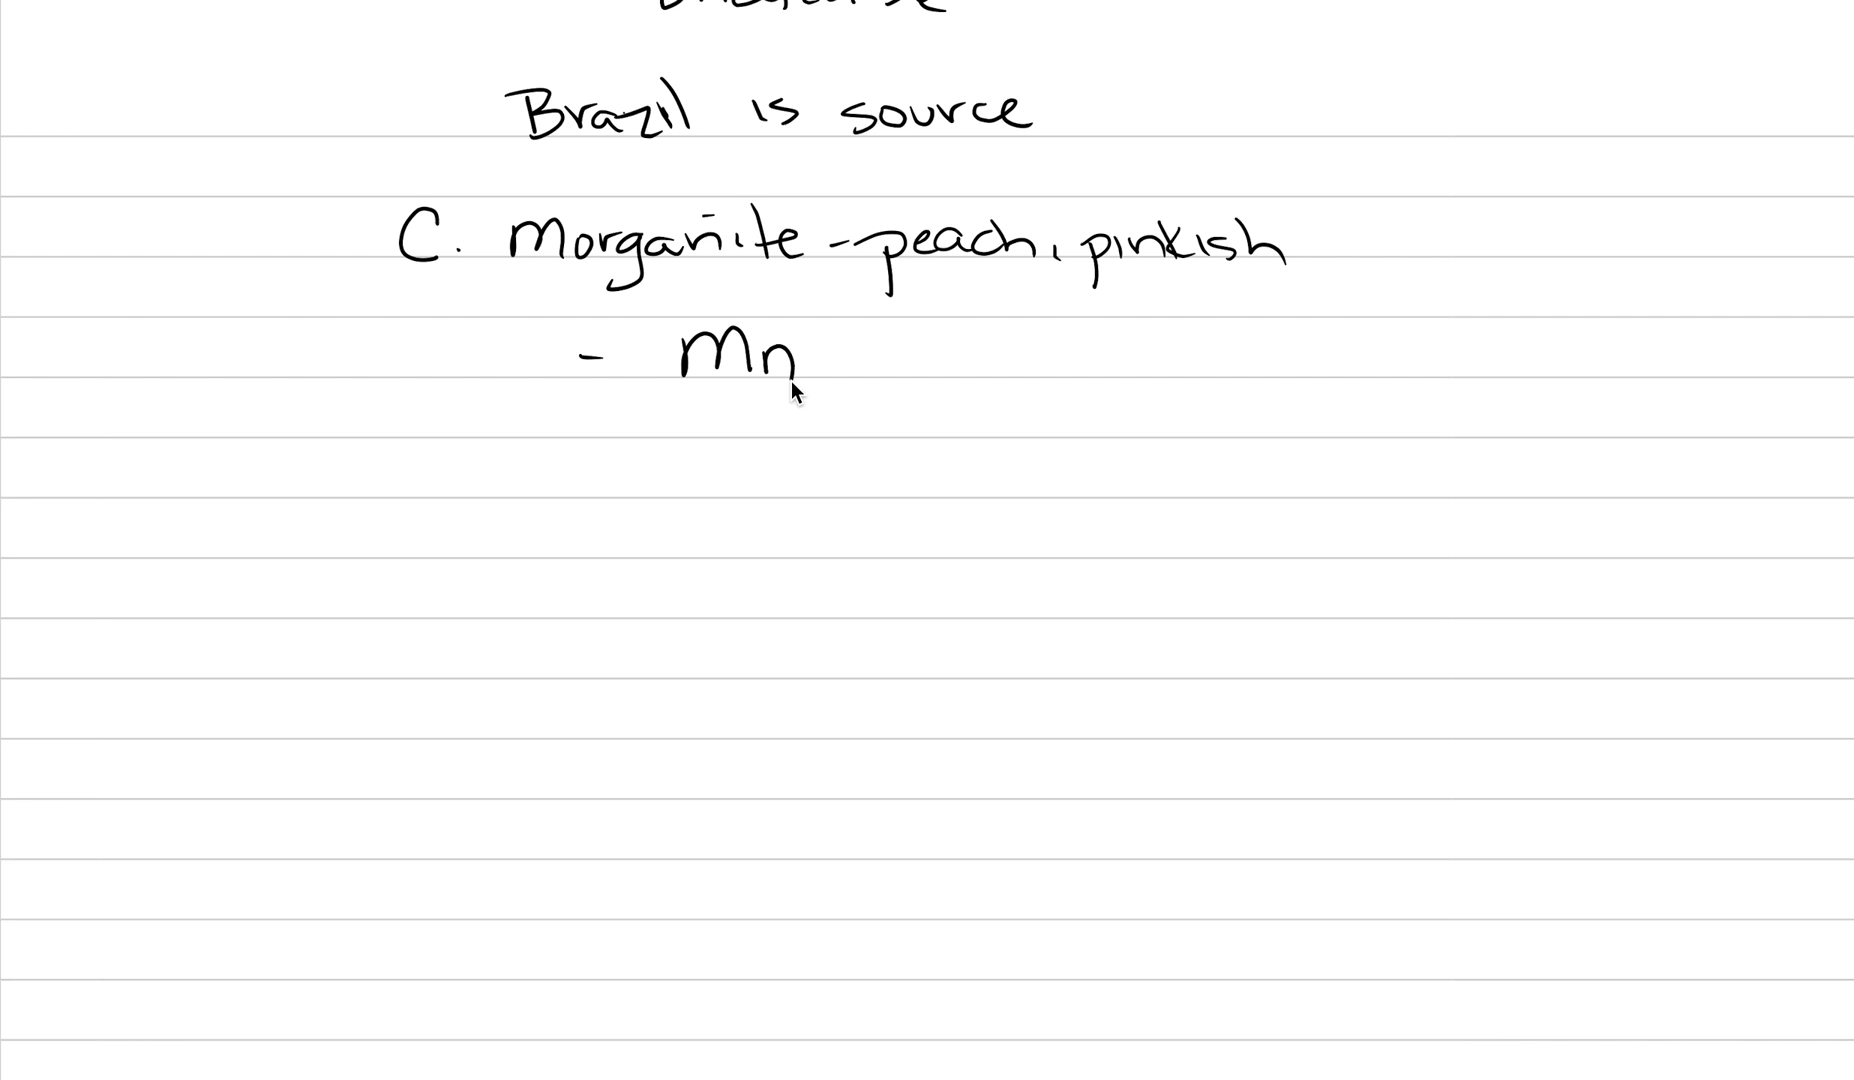 Brazil is source
C. Morganite - peach, pinkish
- Mn